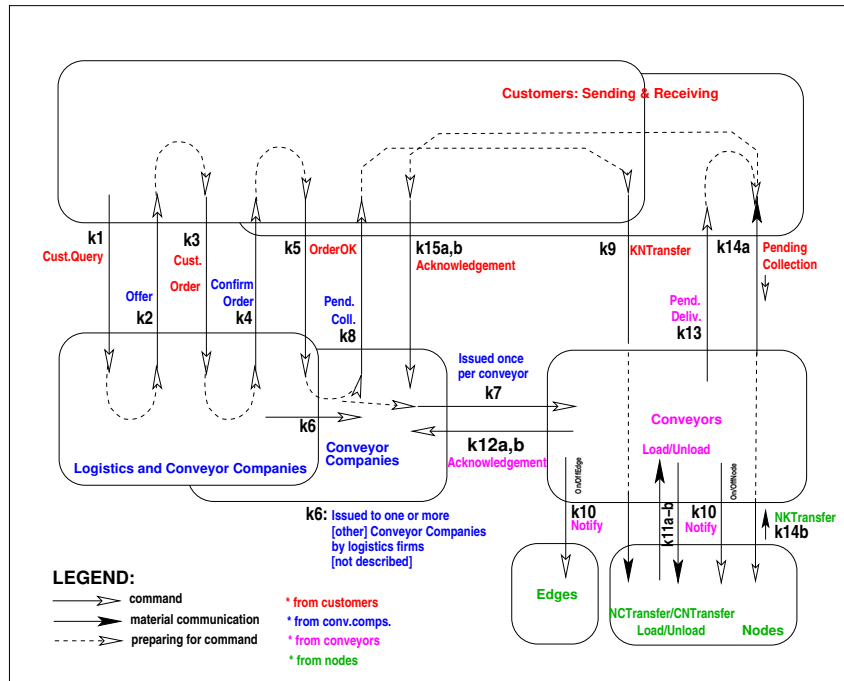 Customers: Sending & Receiving
k1
Cust.Query
k3
Cust.
Order
k5
OrderOK
k15a,b
Acknowledgement
k9
KNTransfer
k14a
Pending
Collection
Offer
k2
Confirm
Order
k4
Pend.
Coll.
k8
Pend.
Deliv.
k13
Issued once
per conveyor
k7
k6
Conveyor
Companies
Logistics and Conveyor Companies
k12a,b
Acknowledgement
Conveyors
Load/Unload
On/OffEdge
On/OffNode
k10
Notify
k11a-b
k10
Notify
NKTransfer
k14b
k6: Issued to one or more
[other] Conveyor Companies
by logistics firms
[not described]
Edges
NCTransfer/CNTransfer
Load/Unload
Nodes
LEGEND:
command
material communication
preparing for command
* from customers
* from conv.comps.
* from conveyors
* from nodes